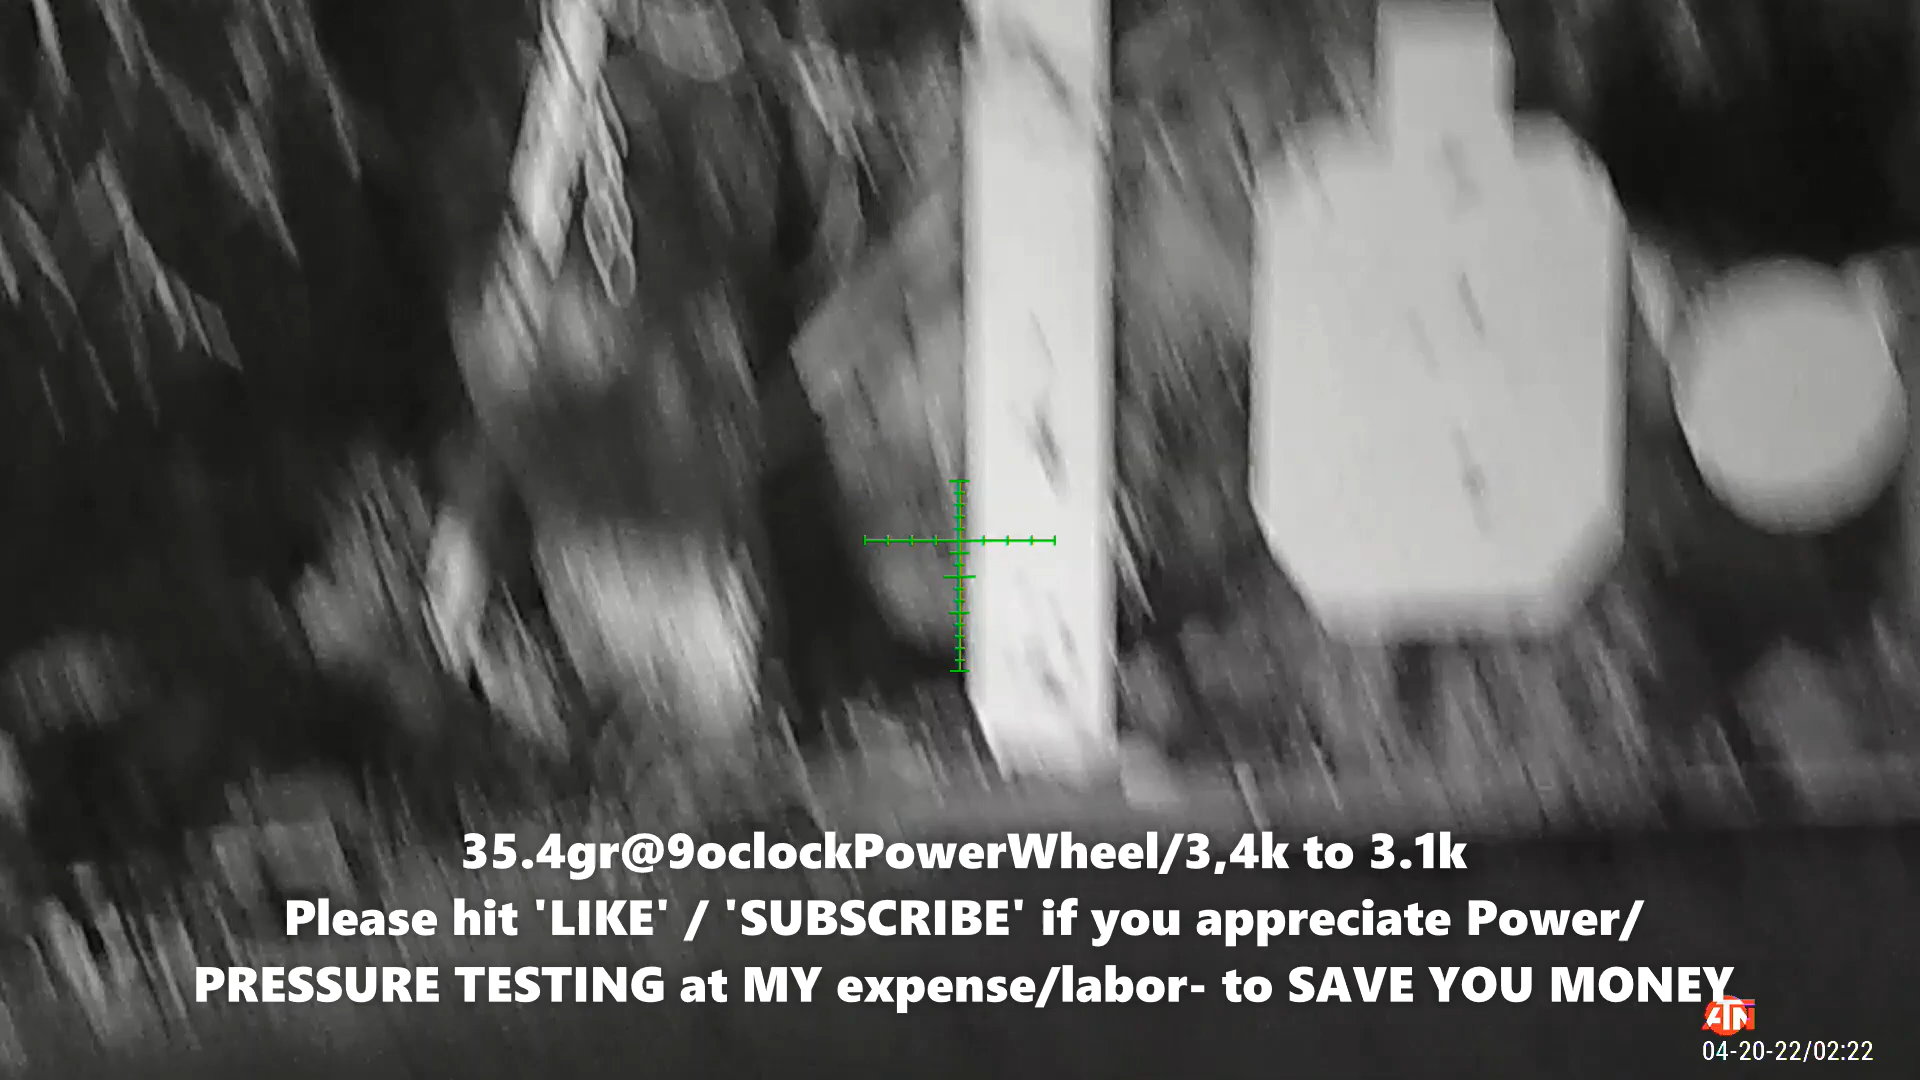 35.4gr@9oclockPowerWheel/3,4k to 3.1k
Please hit 'LIKE' / 'SUBSCRIBE' if you appreciate Power/
PRESSURE TESTING at MY expense/labor- to SAVE YOU MONEY
ATN
04-20-22/02:22